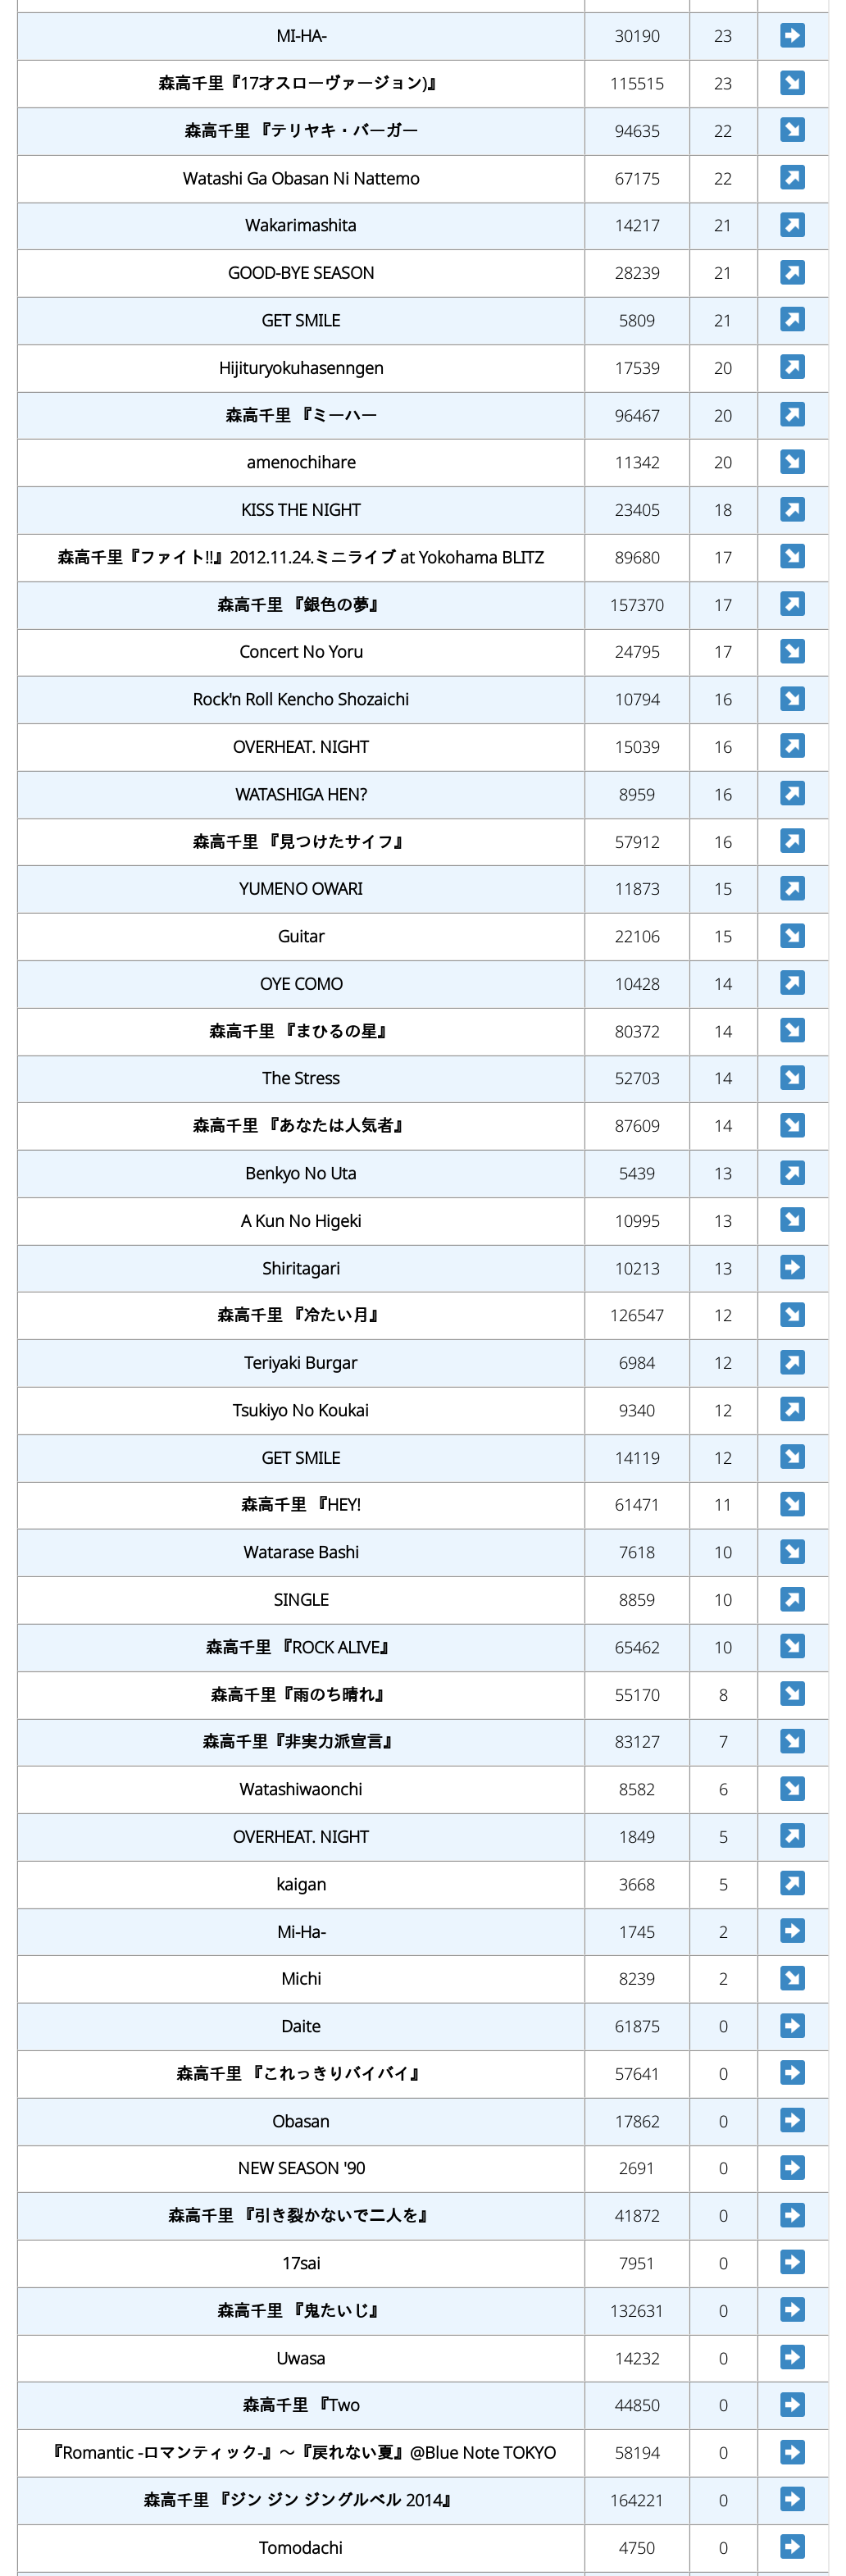 MI-HA- 30190 23
森高千里『17才スローヴァージョン)』 115515 23
森高千里 『テリヤキ・バーガー 94635 22
Watashi Ga Obasan Ni Nattemo 67175 22
Wakarimashita 14217 21
GOOD-BYE SEASON 28239 21
GET SMILE 5809 21
Hijituryokuhasenngen 17539 20
森高千里 『ミーハー 96467 20
amenochihare 11342 20
KISS THE NIGHT 23405 18
森高千里『ファイト!!』2012.11.24.ミニライブ at Yokohama BLITZ 89680 17
森高千里 『銀色の夢』 157370 17
Concert No Yoru 24795 17
Rock'n Roll Kencho Shozaichi 10794 16
OVERHEAT. NIGHT 15039 16
WATASHIGA HEN? 8959 16
森高千里 『見つけたサイフ』 57912 16
YUMENO OWARI 11873 15
Guitar 22106 15
OYE COMO 10428 14
森高千里 『まひるの星』 80372 14
The Stress 52703 14
森高千里 『あなたは人気者』 87609 14
Benkyo No Uta 5439 13
A Kun No Higeki 10995 13
Shiritagari 10213 13
森高千里 『冷たい月』 126547 12
Teriyaki Burgar 6984 12
Tsukiyo No Koukai 9340 12
GET SMILE 14119 12
森高千里 『HEY! 61471 11
Watarase Bashi 7618 10
SINGLE 8859 10
森高千里 『ROCK ALIVE』 65462 10
森高千里『雨のち晴れ』 55170 8
森高千里『非実力派宣言』 83127 7
Watashiwaonchi 8582 6
OVERHEAT. NIGHT 1849 5
kaigan 3668 5
Mi-Ha- 1745 2
Michi 8239 2
Daite 61875 0
森高千里 『これっきりバイバイ』 57641 0
Obasan 17862 0
NEW SEASON '90 2691 0
森高千里 『引き裂かないで二人を』 41872 0
17sai 7951 0
森高千里 『鬼たいじ』 132631 0
Uwasa 14232 0
森高千里 『Two 44850 0
『Romantic -ロマンティック-』～『戻れない夏』@Blue Note TOKYO 58194 0
森高千里 『ジン ジン ジングルベル 2014』 164221 0
Tomodachi 4750 0